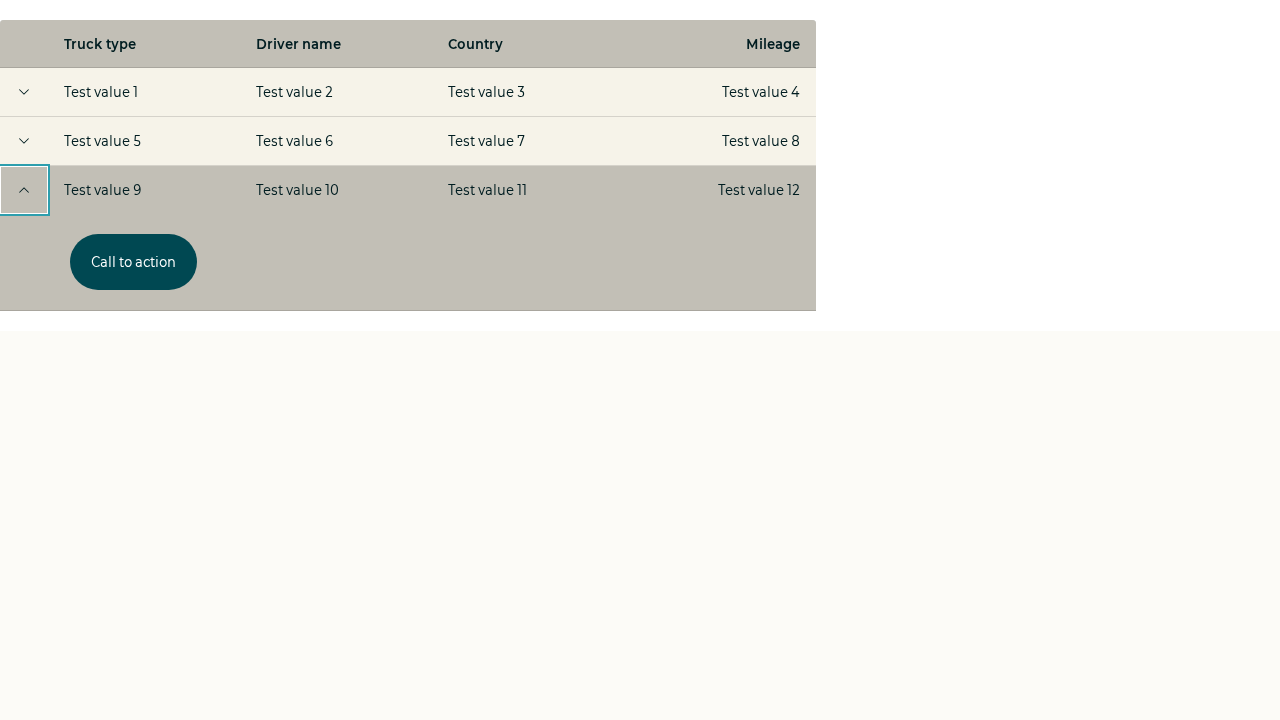 Truck type Driver name Country Mileage
Test value 1 Test value 2 Test value 3 Test value 4
Test value 5 Test value 6 Test value 7 Test value 8
Test value 9 Test value 10 Test value 11 Test value 12
Call to action